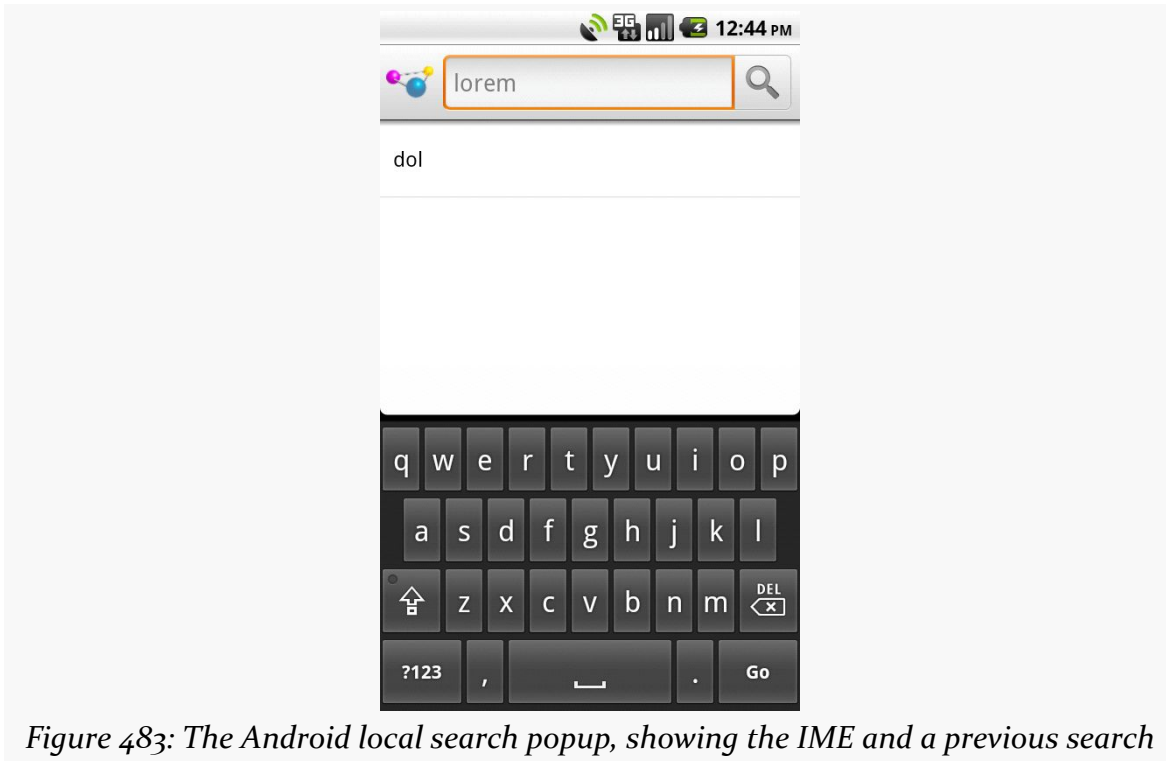 3G 12:44 PM
lorem
dol
q w e r t y u i o p
a s d f g h j k l
z x c v b n m DEL
?123 , . Go
Figure 483: The Android local search popup, showing the IME and a previous search